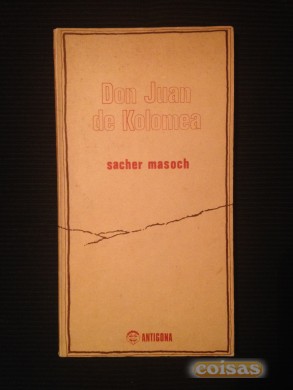 Don Juan
de Kolomea
sacher masoch
ANTIGONA
coisas